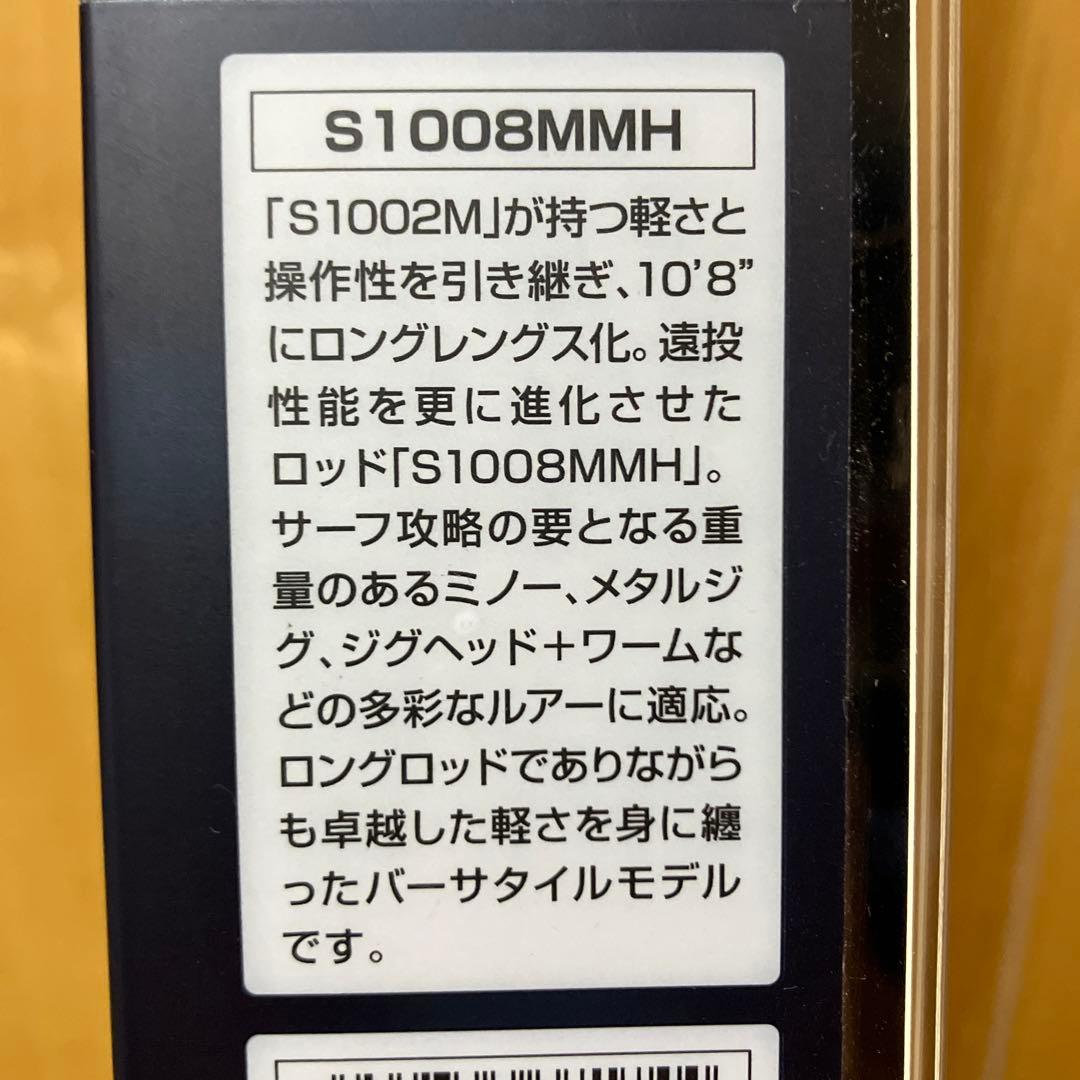 S1008MMH
「S1002M」が持つ軽さと
操作性を引き継ぎ、10’8”
にロングレングス化。遠投
性能を更に進化させた
ロッド「S1008MMH」。
サーフ攻略の要となる重
量のあるミノー、メタルジ
グ、ジグヘッド＋ワームな
どの多彩なルアーに適応。
ロングロッドでありながら
も卓越した軽さを身に纏
ったバーサタイルモデル
です。